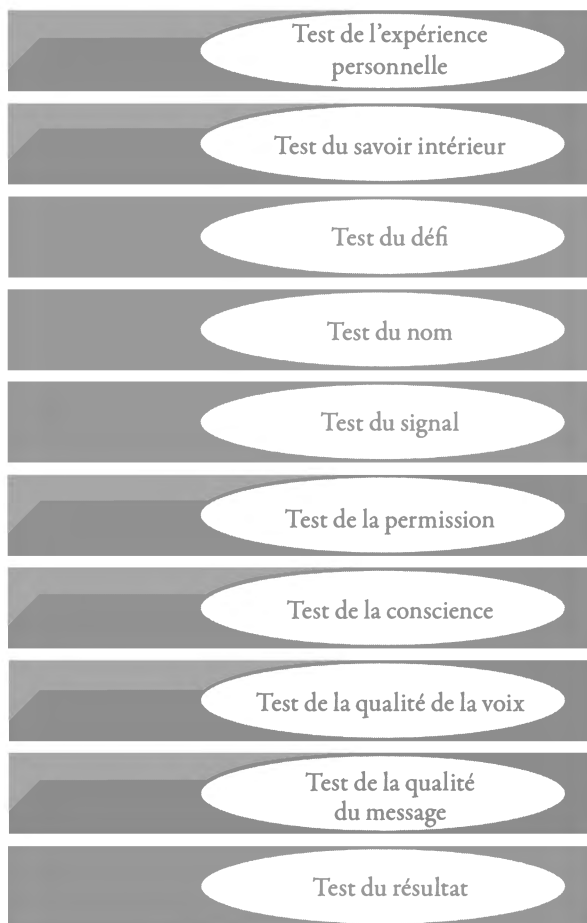 Test de l’expérience
personnelle
Test du savoir intérieur
Test du défi
Test du nom
Test du signal
Test de la permission
Test de la conscience
Test de la qualité de la voix
Test de la qualité
du message
Test du résultat